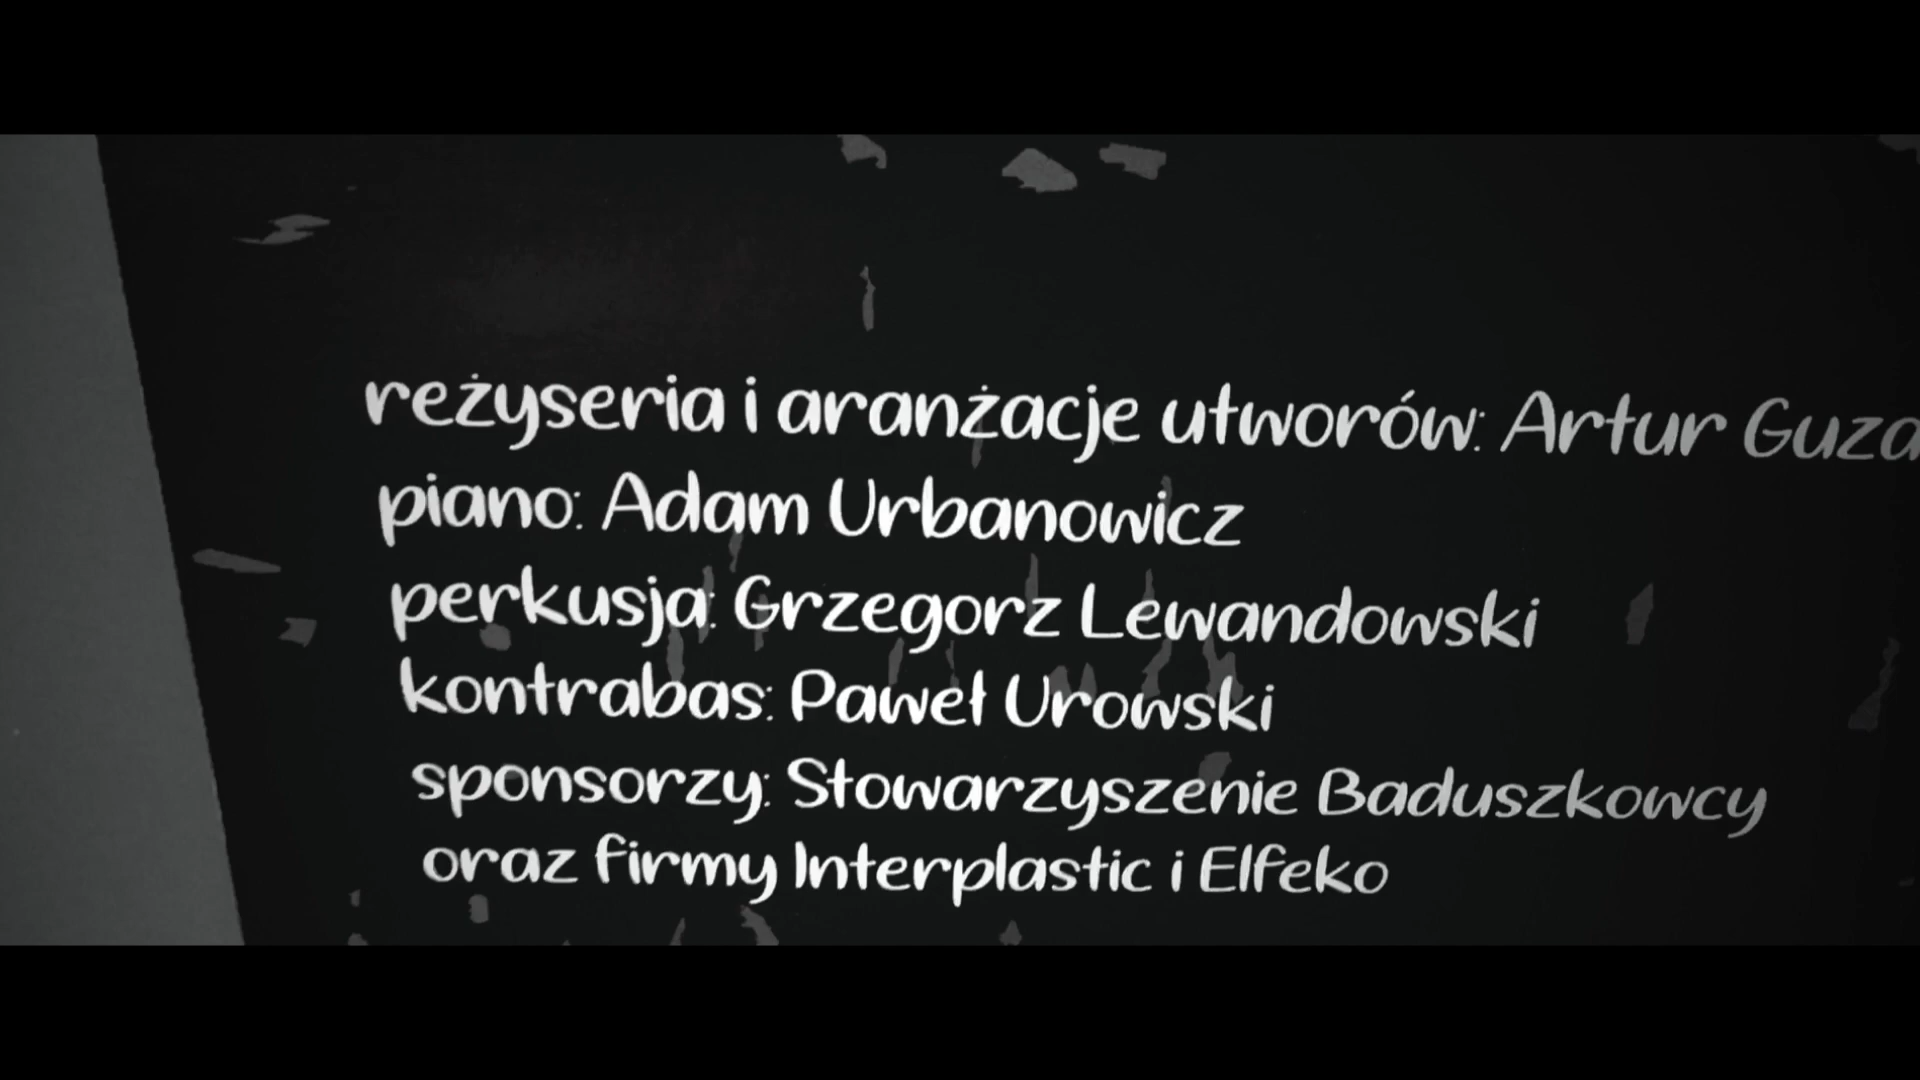 reżyseria i aranżacje utworów: Artur Guza
piano: Adam Urbanowicz
perkusja: Grzegorz Lewandowski
kontrabas: Paweł Urowski
sponsorzy: Stowarzyszenie Baduszkowcy
oraz firmy Interplastic i Elfeko